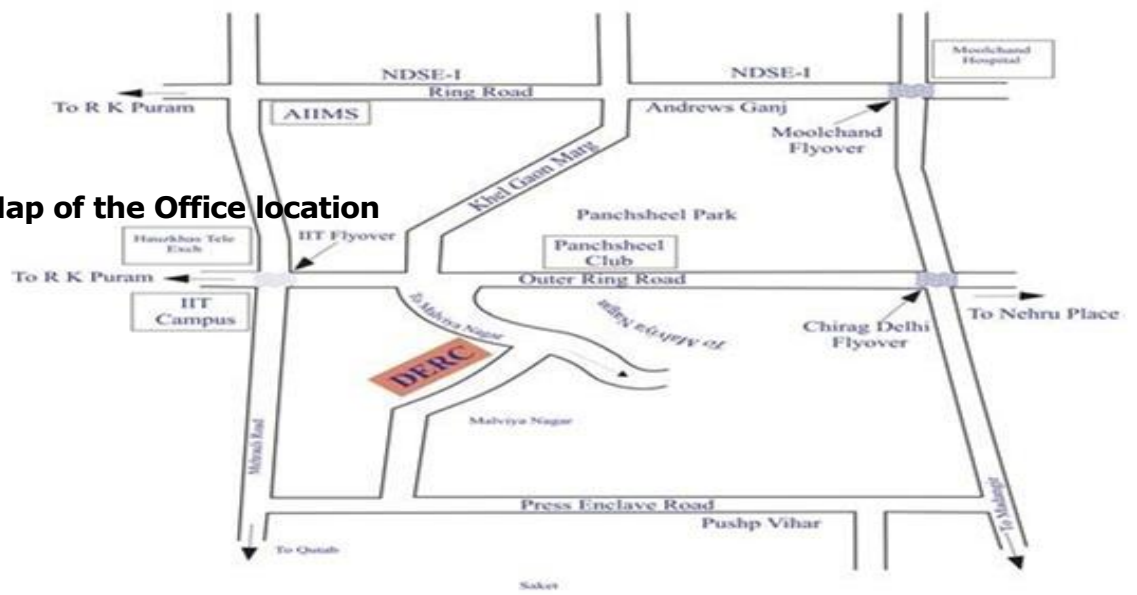 Moolchand
Hospital
NDSE-I
NDSE-I
Ring Road
To R K Puram
AIIMS
Andrews Ganj
Moolchand
Flyover
Khel Gaon Marg
ap of the Office location
Panchsheel Park
Hauzkhas Tele
Exch
IIT Flyover
Panchsheel
Club
To R K Puram
Outer Ring Road
IIT
Campus
To Malviya Nagar
To Malviya Nagar
Chirag Delhi
Flyover
To Nehru Place
DERC
Malviya Nagar
Mehrauli Road
Press Enclave Road
Pushp Vihar
To Madangir
To Qutab
Saket